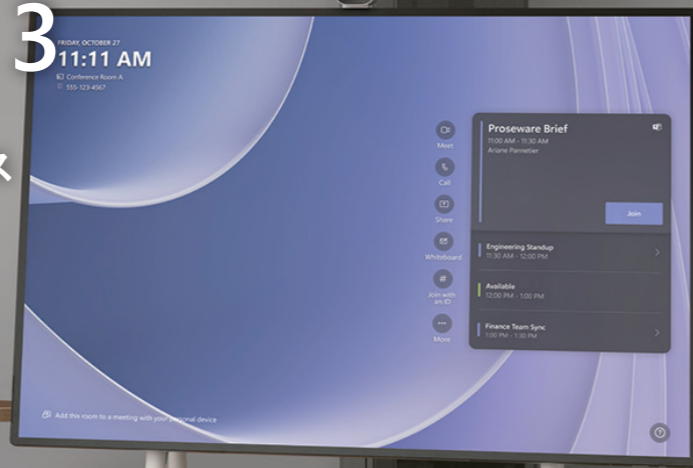 3
FRIDAY, OCTOBER 27
11:11 AM
Conference Room A
555-123-4567
Meet
Call
Share
Whiteboard
Join with
an ID
More
Proseware Brief
11:00 AM - 11:30 AM
Ariane Pannetier
Join
Engineering Standup
11:30 AM - 12:00 PM
Available
12:00 PM - 1:00 PM
Finance Team Sync
1:00 PM - 1:30 PM
Add this room to a meeting with your personal device